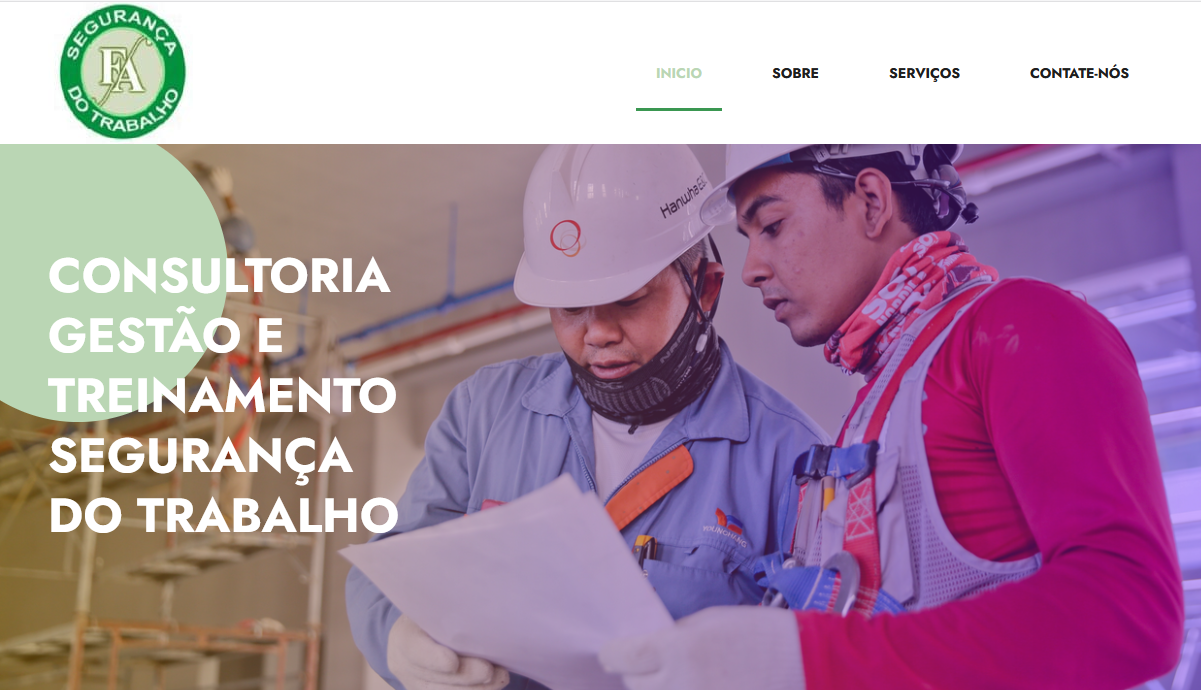 SEGURANÇA
FA
DO TRABALHO
INICIO
SOBRE
SERVIÇOS
CONTATE-NÓS
CONSULTORIA
GESTÃO E
TREINAMENTO
SEGURANÇA
DO TRABALHO
Hanwha